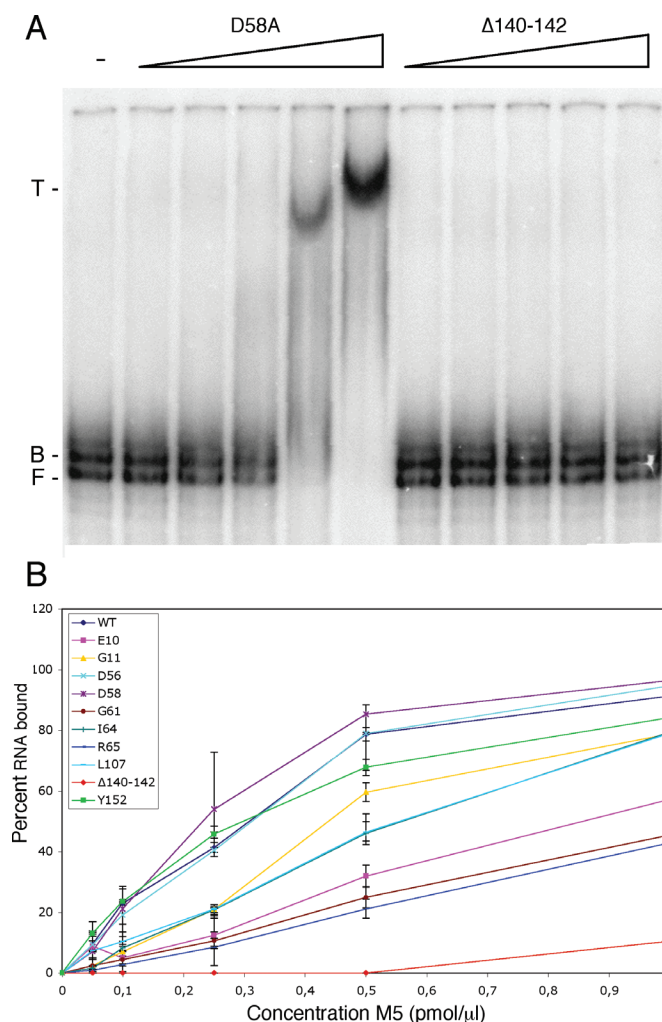 A
D58A
Δ140-142
-
T -
B -
F -
B
120
100
80
60
40
20
0
Percent RNA bound
WT
E10
G11
D56
D58
G61
I64
R65
L107
Δ140-142
Y152
0 0,1 0,2 0,3 0,4 0,5 0,6 0,7 0,8 0,9
Concentration M5 (pmol/µl)